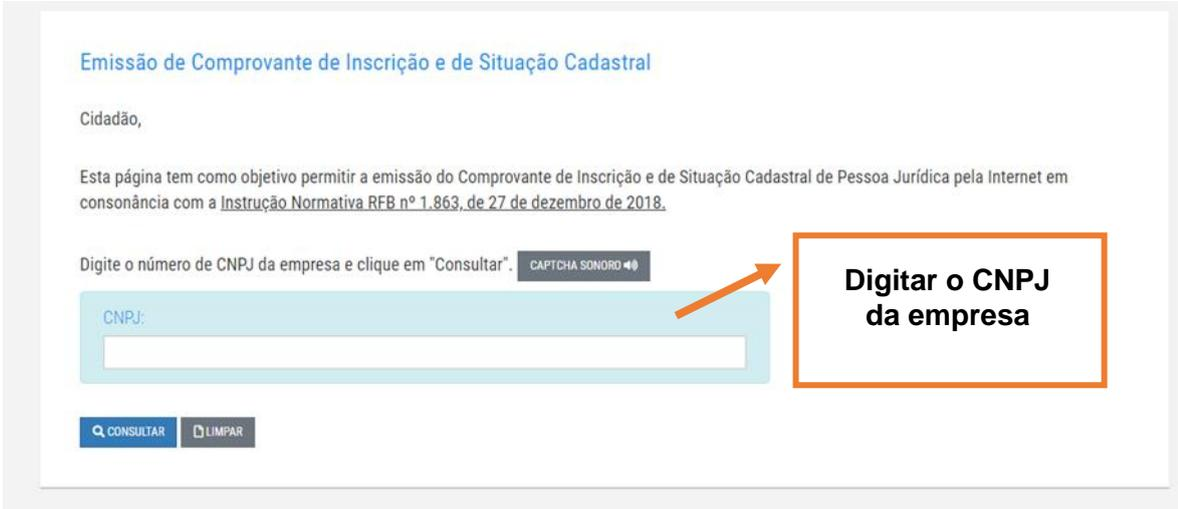 Emissão de Comprovante de Inscrição e de Situação Cadastral
Cidadão,
Esta página tem como objetivo permitir a emissão do Comprovante de Inscrição e de Situação Cadastral de Pessoa Jurídica pela Internet em
consonância com a Instrução Normativa RFB nº 1.863, de 27 de dezembro de 2018.
Digite o número de CNPJ da empresa e clique em "Consultar". CAPTCHA SONORO
CNPJ:
Digitar o CNPJ
da empresa
CONSULTAR LIMPAR